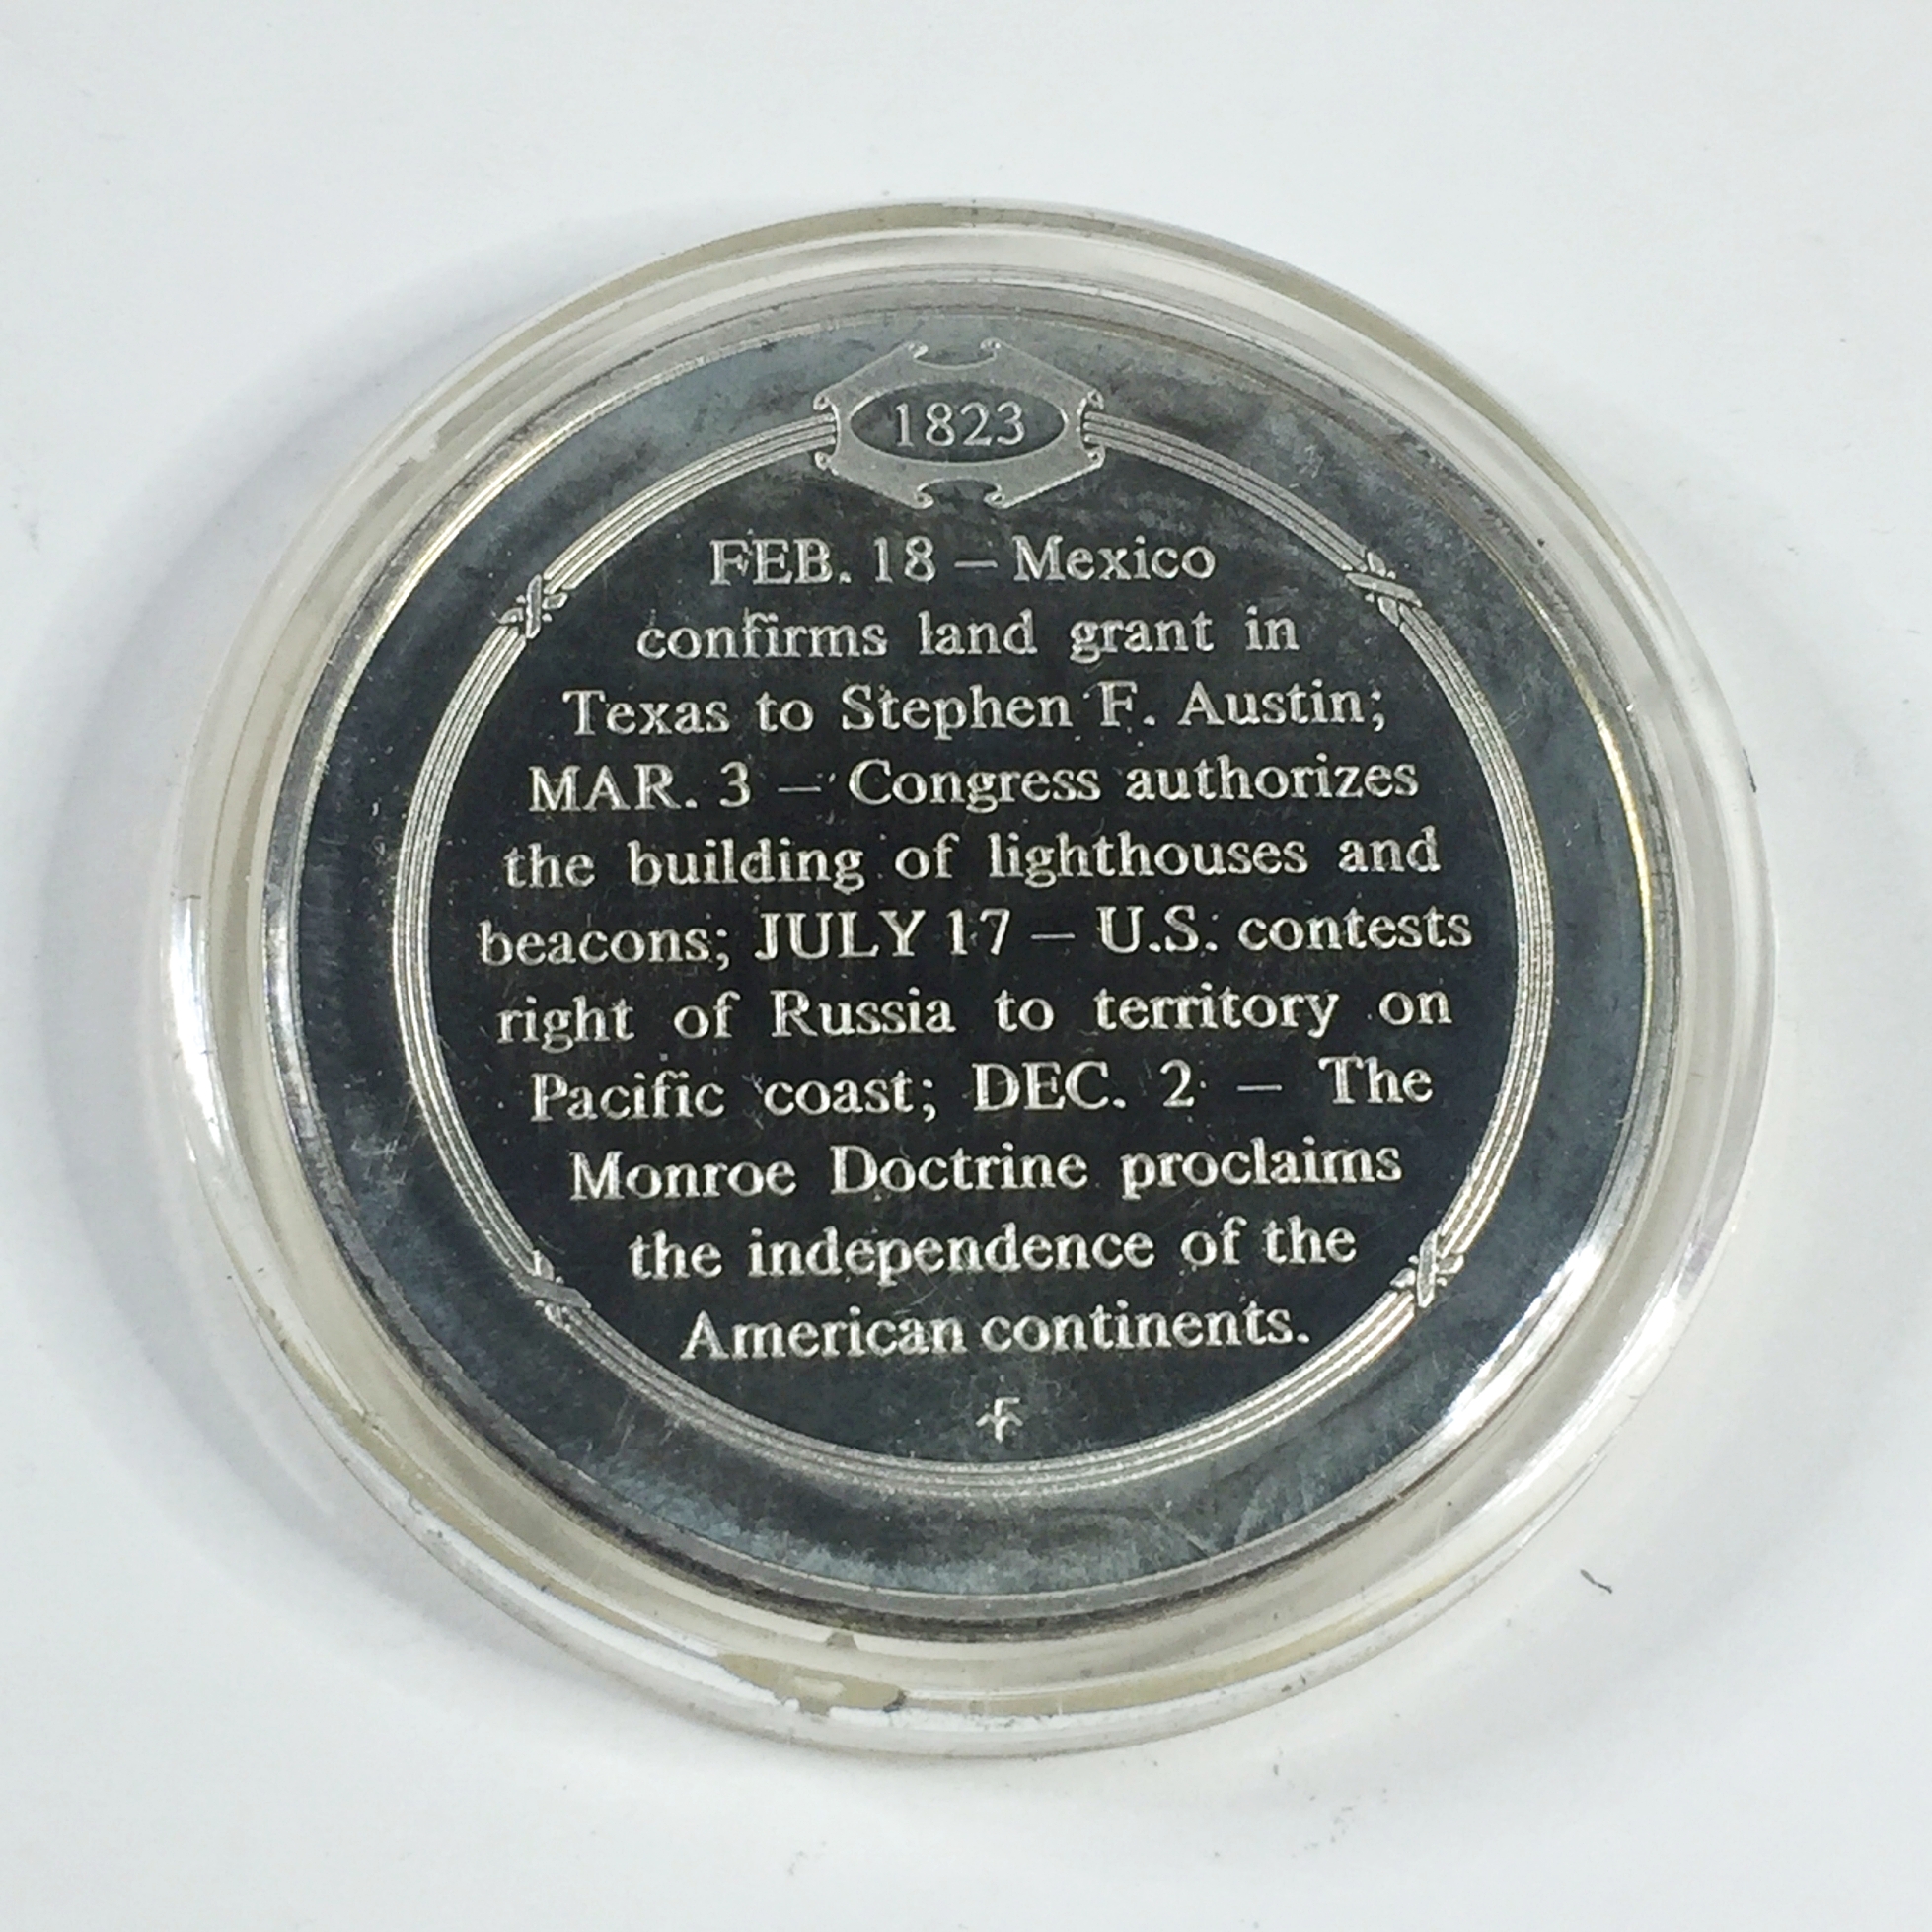 1823
FEB. 18 – Mexico
confirms land grant in
Texas to Stephen F. Austin;
MAR. 3 – Congress authorizes
the building of lighthouses and
beacons; JULY 17 – U.S. contests
right of Russia to territory on
Pacific coast; DEC. 2 – The
Monroe Doctrine proclaims
the independence of the
American continents.